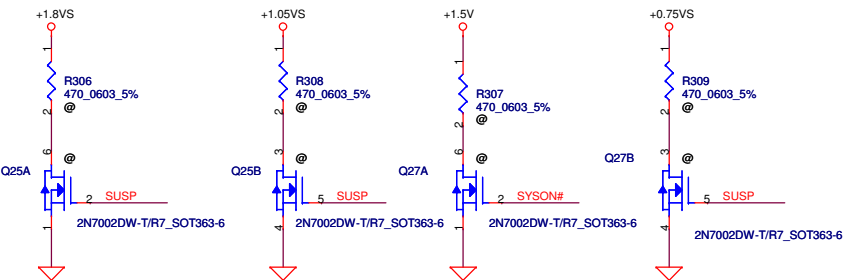 +1.8VS
+1.05VS
+1.5V
+0.75VS
1
1
1
1
R306
470_0603_5%
@
2
R308
470_0603_5%
@
2
R307
470_0603_5%
@
2
R309
470_0603_5%
@
2
Q25A
6
@
2
SUSP
2N7002DW-T/R7_SOT363-6
1
Q25B
3
5
SUSP
2N7002DW-T/R7_SOT363-6
4
Q27A
6
@
2
SYSON#
2N7002DW-T/R7_SOT363-6
1
Q27B
3
@
5
SUSP
2N7002DW-T/R7_SOT363-6
4